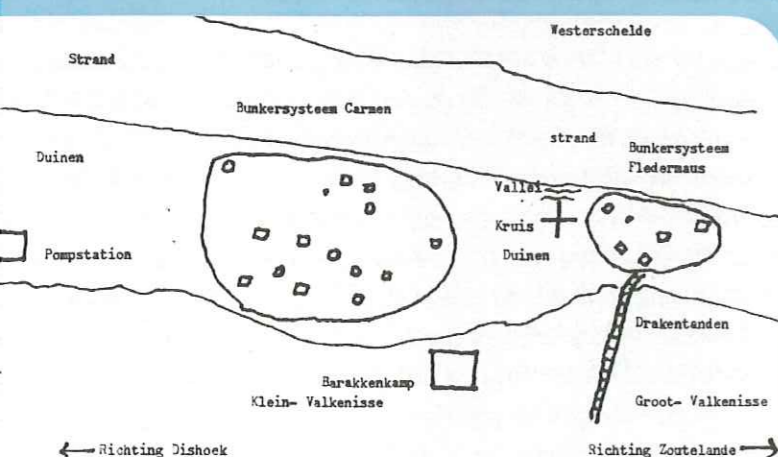 Westerschelde
Strand
Bunkersysteem Carmen
strand
Bunkersysteem
Fledermaus
Duinen
Vallei
Kruis
Pompstation
Duinen
Drakentanden
Barakkenkamp
Klein- Valkenisse
Groot- Valkenisse
← Richting Dishoek
Richting Zoutelande →